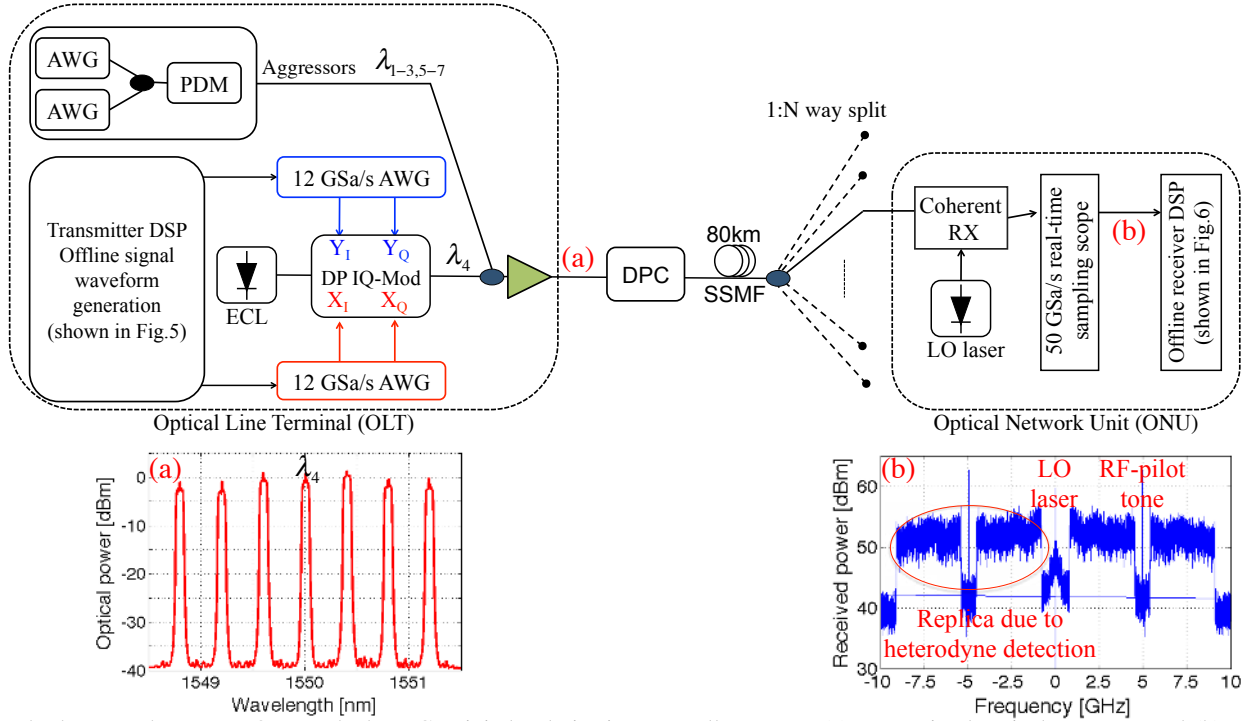 AWG
AWG
PDM
Aggressors
λ1-3,5-7
Transmitter DSP
Offline signal
waveform
generation
(shown in Fig.5)
12 GSa/s AWG
YI YQ
DP IQ-Mod
XI XQ
ECL
12 GSa/s AWG
λ4
(a)
Optical Line Terminal (OLT)
DPC
80km
SSMF
1:N way split
Coherent
RX
LO laser
50 GSa/s real-time
sampling scope
(b)
Offline receiver DSP
(shown in Fig.6)
Optical Network Unit (ONU)
(a)
λ4
Optical power [dBm]
0
-10
-20
-30
-40
1549 1550 1551
Wavelength [nm]
(b)
LO
laser
RF-pilot
tone
Received power [dBm]
60
50
40
30
Replica due to
heterodyne detection
-10 -7.5 -5 -2.5 0 2.5 5 7.5 10
Frequency [GHz]